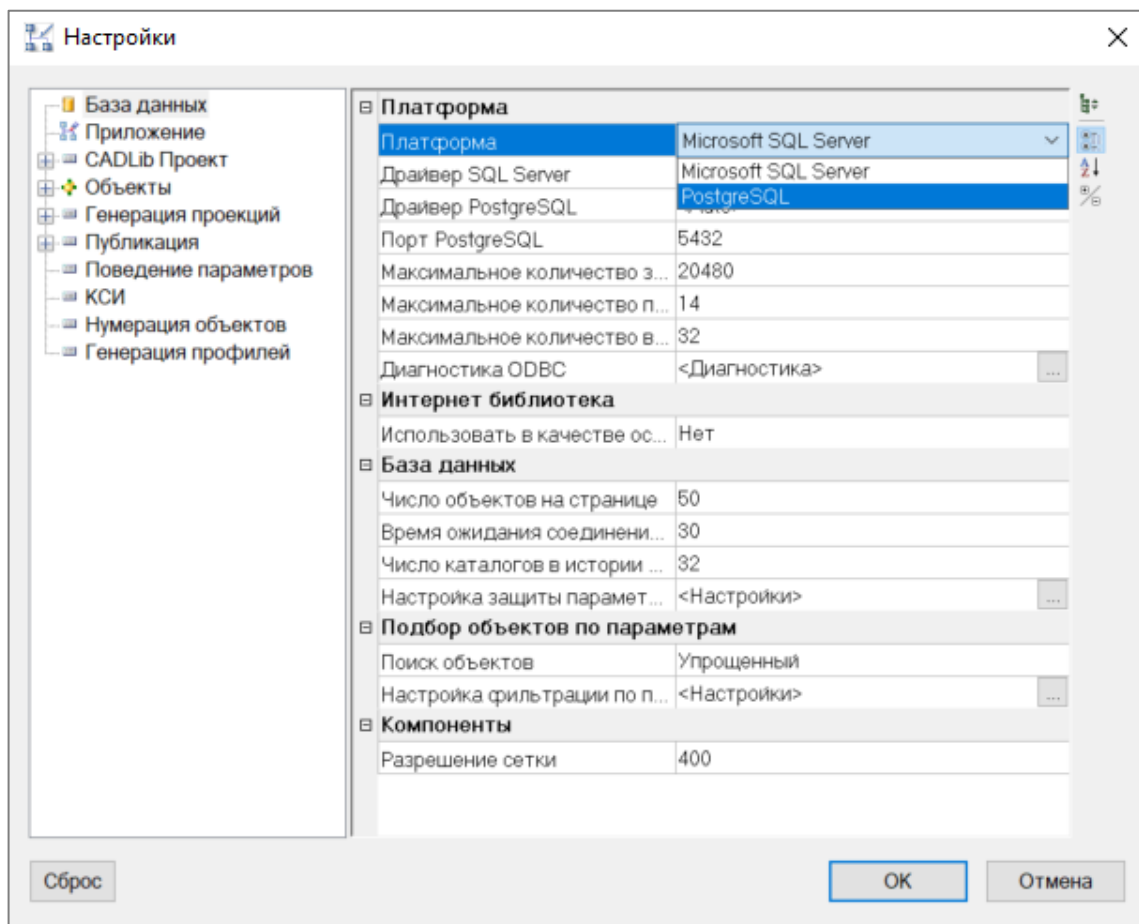 Настройки
База данных
Приложение
CADLib Проект
Объекты
Генерация проекций
Публикация
Поведение параметров
КСИ
Нумерация объектов
Генерация профилей
Платформа
Платформа Microsoft SQL Server
Драйвер SQL Server Microsoft SQL Server
Драйвер PostgreSQL PostgreSQL
Порт PostgreSQL 5432
Максимальное количество з... 20480
Максимальное количество п... 14
Максимальное количество в... 32
Диагностика ODBC <Диагностика> ...
Интернет библиотека
Использовать в качестве ос... Нет
База данных
Число объектов на странице 50
Время ожидания соединени... 30
Число каталогов в истории ... 32
Настройка защиты парамет... <Настройки> ...
Подбор объектов по параметрам
Поиск объектов Упрощенный
Настройка фильтрации по п... <Настройки> ...
Компоненты
Разрешение сетки 400
Сброс
OK
Отмена